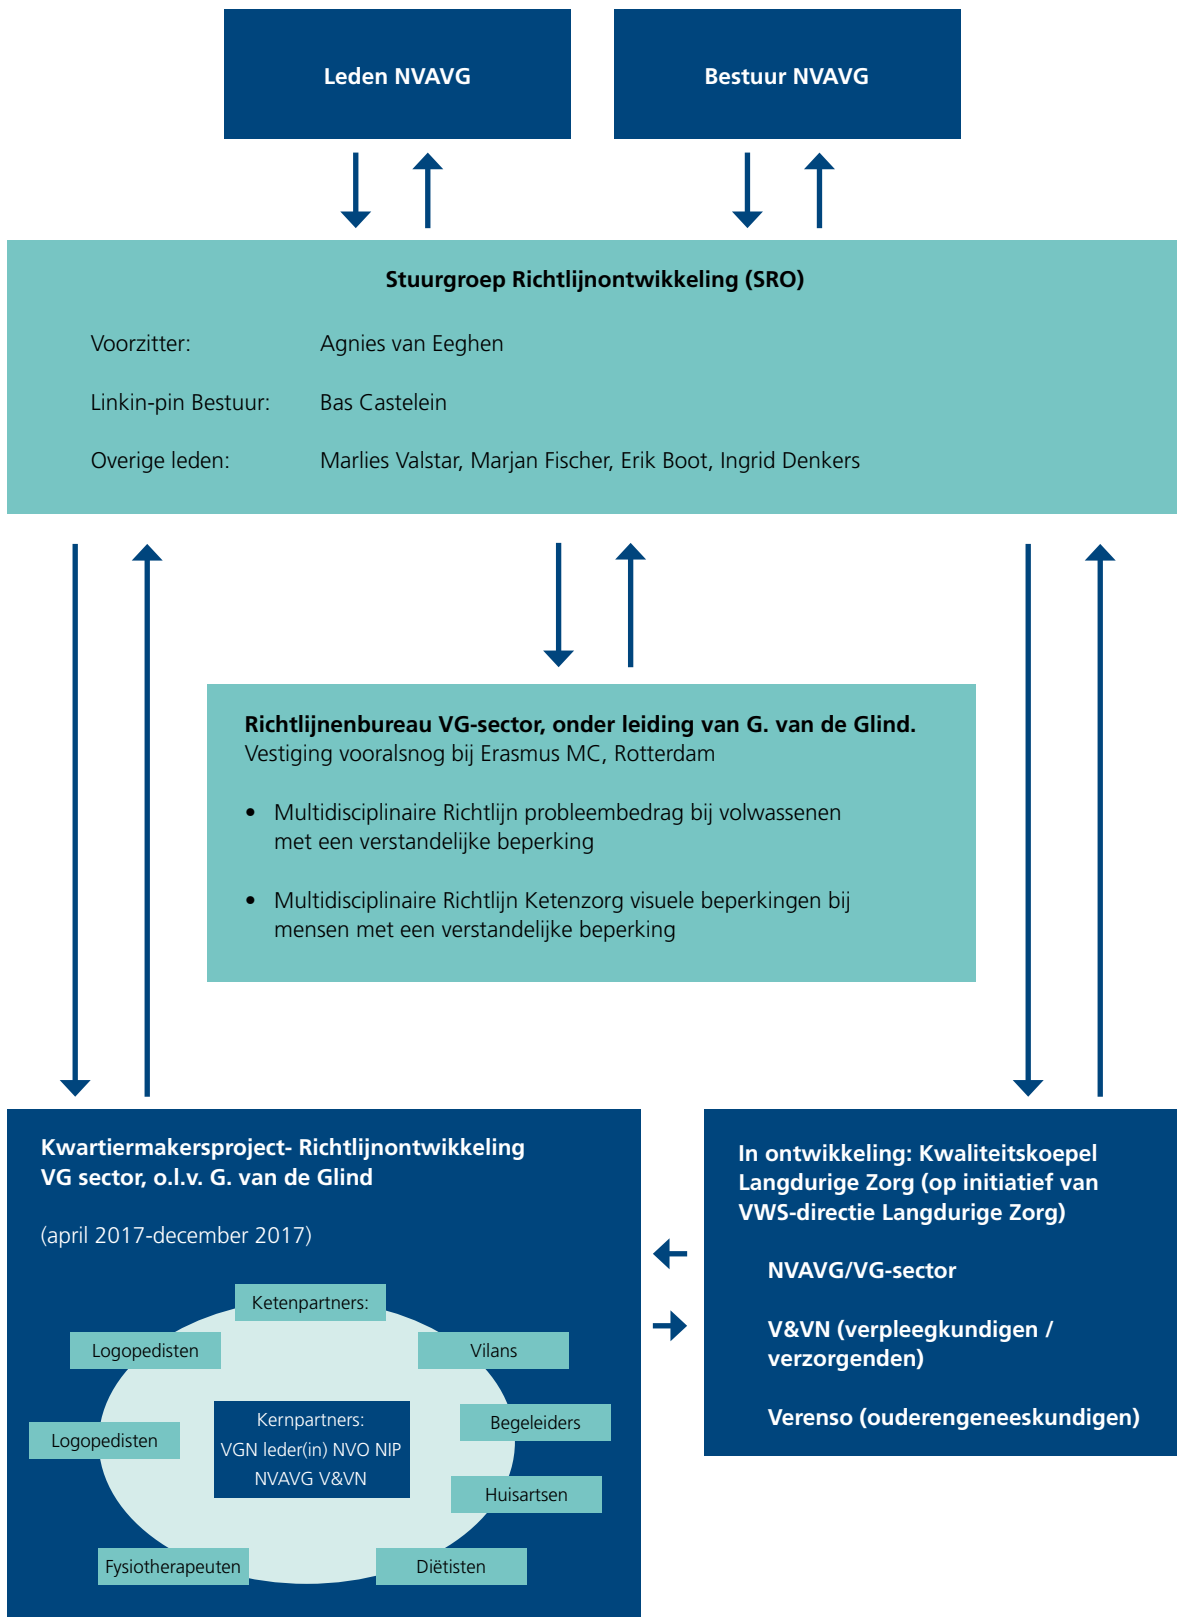 Leden NVAVG
Bestuur NVAVG
Stuurgroep Richtlijnontwikkeling (SRO)
Voorzitter: Agnies van Eeghen
Linkin-pin Bestuur: Bas Castelein
Overige leden: Marlies Valstar, Marjan Fischer, Erik Boot, Ingrid Denkers
Richtlijnenbureau VG-sector, onder leiding van G. van de Glind.
Vestiging vooralsnog bij Erasmus MC, Rotterdam
• Multidisciplinaire Richtlijn probleembedrag bij volwassenen
met een verstandelijke beperking
• Multidisciplinaire Richtlijn Ketenzorg visuele beperkingen bij
mensen met een verstandelijke beperking
Kwartiermakersproject- Richtlijnontwikkeling
VG sector, o.l.v. G. van de Glind
(april 2017-december 2017)
Ketenpartners:
Logopedisten
Vilans
Logopedisten
Kernpartners:
VGN leder(in) NVO NIP
NVAVG V&VN
Begeleiders
Huisartsen
Fysiotherapeuten
Diëtisten
In ontwikkeling: Kwaliteitskoepel
Langdurige Zorg (op initiatief van
VWS-directie Langdurige Zorg)
NVAVG/VG-sector
V&VN (verpleegkundigen /
verzorgenden)
Verenso (ouderengeneeskundigen)